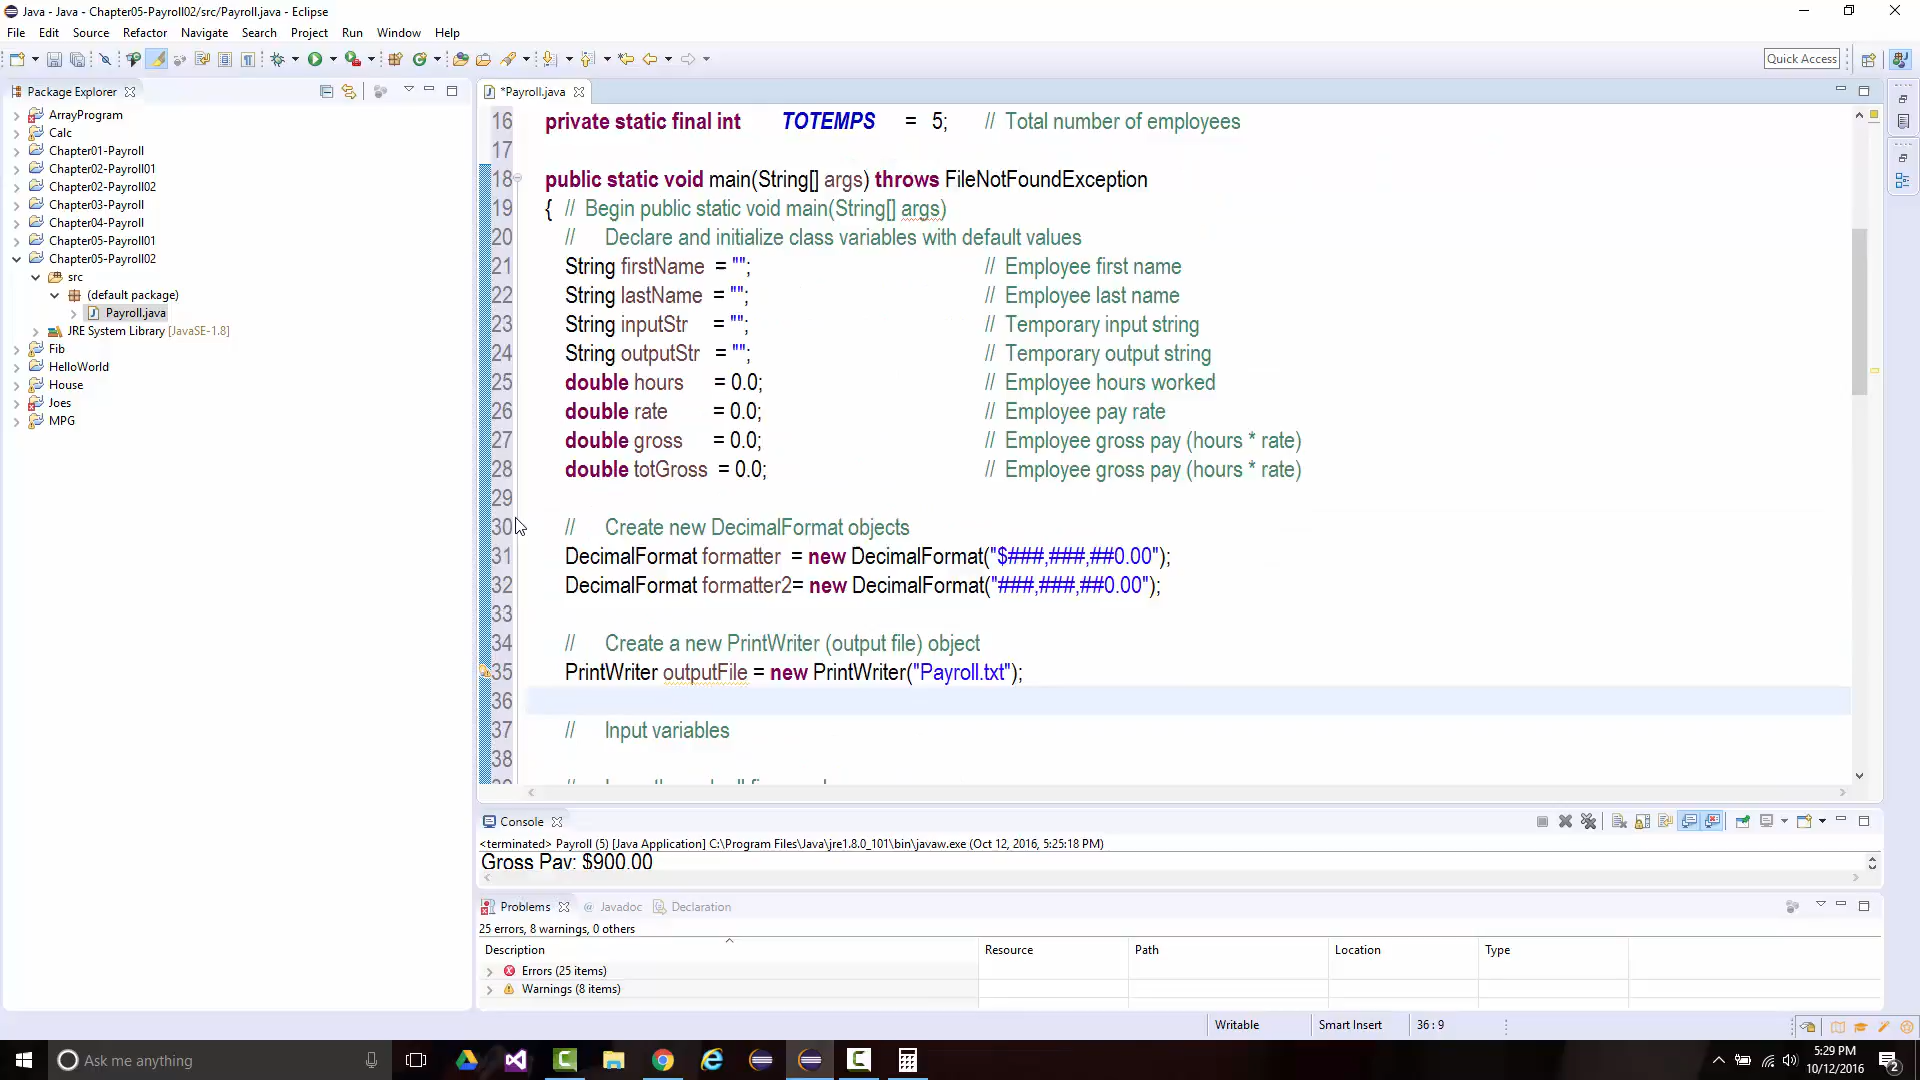 Java - Java - Chapter05-Payroll02/src/Payroll.java - Eclipse
File Edit Source Refactor Navigate Search Project Run Window Help
Quick Access
Package Explorer
ArrayProgram
Calc
Chapter01-Payroll
Chapter02-Payroll01
Chapter02-Payroll02
Chapter03-Payroll
Chapter04-Payroll
Chapter05-Payroll01
Chapter05-Payroll02
src
(default package)
Payroll.java
JRE System Library [JavaSE-1.8]
Fib
HelloWorld
House
Joes
MPG
*Payroll.java
16 private static final int TOTEMPS = 5; // Total number of employees
17
18 public static void main(String[] args) throws FileNotFoundException
19 { // Begin public static void main(String[] args)
20 // Declare and initialize class variables with default values
21 String firstName = ""; // Employee first name
22 String lastName = ""; // Employee last name
23 String inputStr = ""; // Temporary input string
24 String outputStr = ""; // Temporary output string
25 double hours = 0.0; // Employee hours worked
26 double rate = 0.0; // Employee pay rate
27 double gross = 0.0; // Employee gross pay (hours * rate)
28 double totGross = 0.0; // Employee gross pay (hours * rate)
29
30 // Create new DecimalFormat objects
31 DecimalFormat formatter = new DecimalFormat("$###,###,##0.00");
32 DecimalFormat formatter2= new DecimalFormat("###,###,##0.00");
33
34 // Create a new PrintWriter (output file) object
35 PrintWriter outputFile = new PrintWriter("Payroll.txt");
36
37 // Input variables
38
Console
<terminated> Payroll (5) [Java Application] C:\Program Files\Java\jre1.8.0_101\bin\javaw.exe (Oct 12, 2016, 5:25:18 PM)
Gross Pay: $900.00
Problems Javadoc Declaration
25 errors, 8 warnings, 0 others
Description Resource Path Location Type
Errors (25 items)
Warnings (8 items)
Writable Smart Insert 36 : 9
Ask me anything
5:29 PM
10/12/2016
2